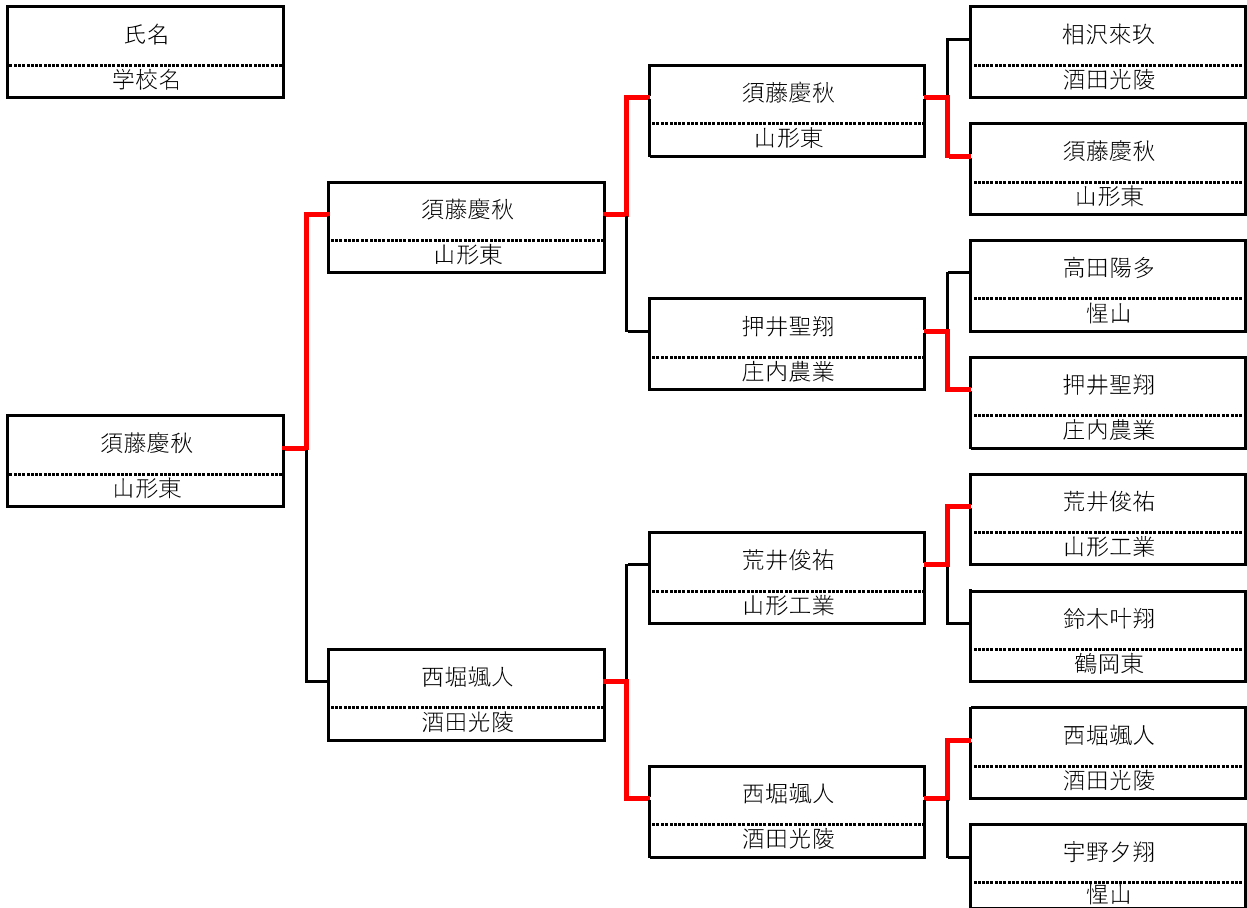 氏名
学校名
須藤慶秋
山形東
須藤慶秋
山形東
西堀颯人
酒田光陵
須藤慶秋
山形東
押井聖翔
庄内農業
荒井俊祐
山形工業
西堀颯人
酒田光陵
相沢來玖
酒田光陵
須藤慶秋
山形東
高田陽多
惺山
押井聖翔
庄内農業
荒井俊祐
山形工業
鈴木叶翔
鶴岡東
西堀颯人
酒田光陵
宇野夕翔
惺山